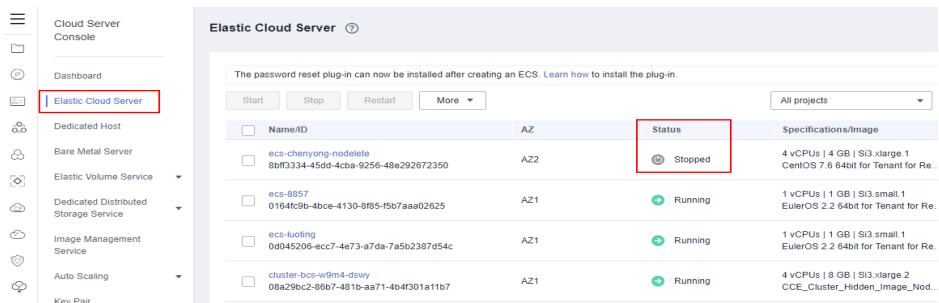 Cloud Server
Console
Dashboard
Elastic Cloud Server
Dedicated Host
Bare Metal Server
Elastic Volume Service
Dedicated Distributed
Storage Service
Image Management
Service
Auto Scaling
Key Pair
Elastic Cloud Server
The password reset plug-in can now be installed after creating an ECS. Learn how to install the plug-in.
Start Stop Restart More All projects
Name/ID AZ Status Specifications/Image
ecs-chenyong-nodelete
8bff3334-45dd-4cba-9256-48e292672350 AZ2 Stopped 4 vCPUs | 4 GB | Si3.xlarge.1
CentOS 7.6 64bit for Tenant for Re...
ecs-8857
0164fc9b-4bce-4130-8f85-f5b7aaa02625 AZ1 Running 1 vCPUs | 1 GB | Si3.small.1
EulerOS 2.2 64bit for Tenant for Re...
ecs-luoting
0d045206-ecc7-4e73-a7da-7a5b2387d54c AZ1 Running 1 vCPUs | 1 GB | Si3.small.1
EulerOS 2.2 64bit for Tenant for Re...
cluster-bcs-w9m4-dswy
08a29bc2-86b7-481b-aa71-4b4f301a11b7 AZ1 Running 4 vCPUs | 8 GB | Si3.xlarge.2
CCE_Cluster_Hidden_Image_Nod...